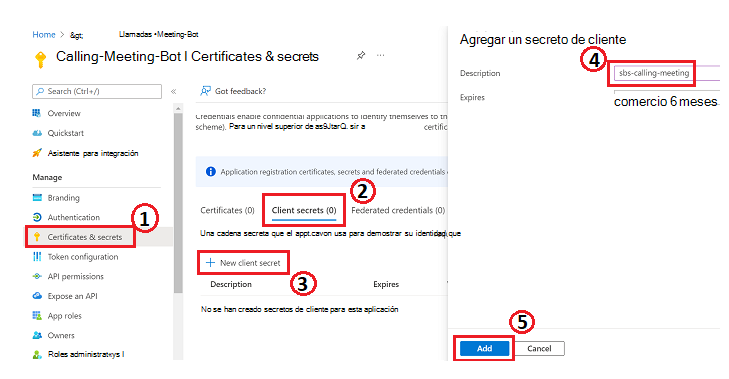 Home > &gt; Llamadas •Meeting-Bot
Calling-Meeting-Bot I Certificates & secrets
Search (Ctrl+/)
«
Overview
Quickstart
Asistente para integración
Manage
Branding
Authentication
1
Certificates & secrets
Token configuration
API permissions
Expose an API
App roles
Owners
Roles administratwys I
Got feedback?
Credentials enable confidential applications to identify themselves to th
scheme). Para un nivel superior de as9JtarQ. sir a certific
Application registration certificates, secrets and federated credentials
2
Certificates (0) Client secrets (0) Federated credentials (0)
Una cadena secreta que el appt.cavon usa para demostrar su identidad, que
+ New client secret
3
Description Expires
No se han creado secretos de cliente para esta aplicación
Agregar un secreto de cliente
4
Description sbs-calling-meeting
Expires comercio 6 meses
5
Add Cancel